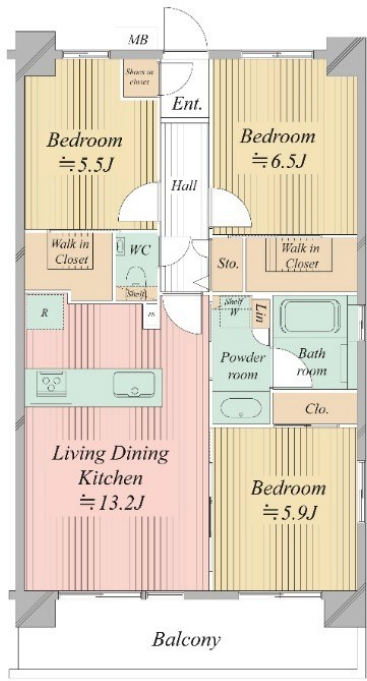 MB
Shoes in
closet
Ent.
Bedroom
≒5.5J
Bedroom
≒6.5J
Hall
Walk in
Closet
WC
Sto.
Walk in
Closet
Shelf
R
Shelf
W
Lin
Powder
room
Bath
room
Clo.
Living Dining
Kitchen
≒13.2J
Bedroom
≒5.9J
Balcony